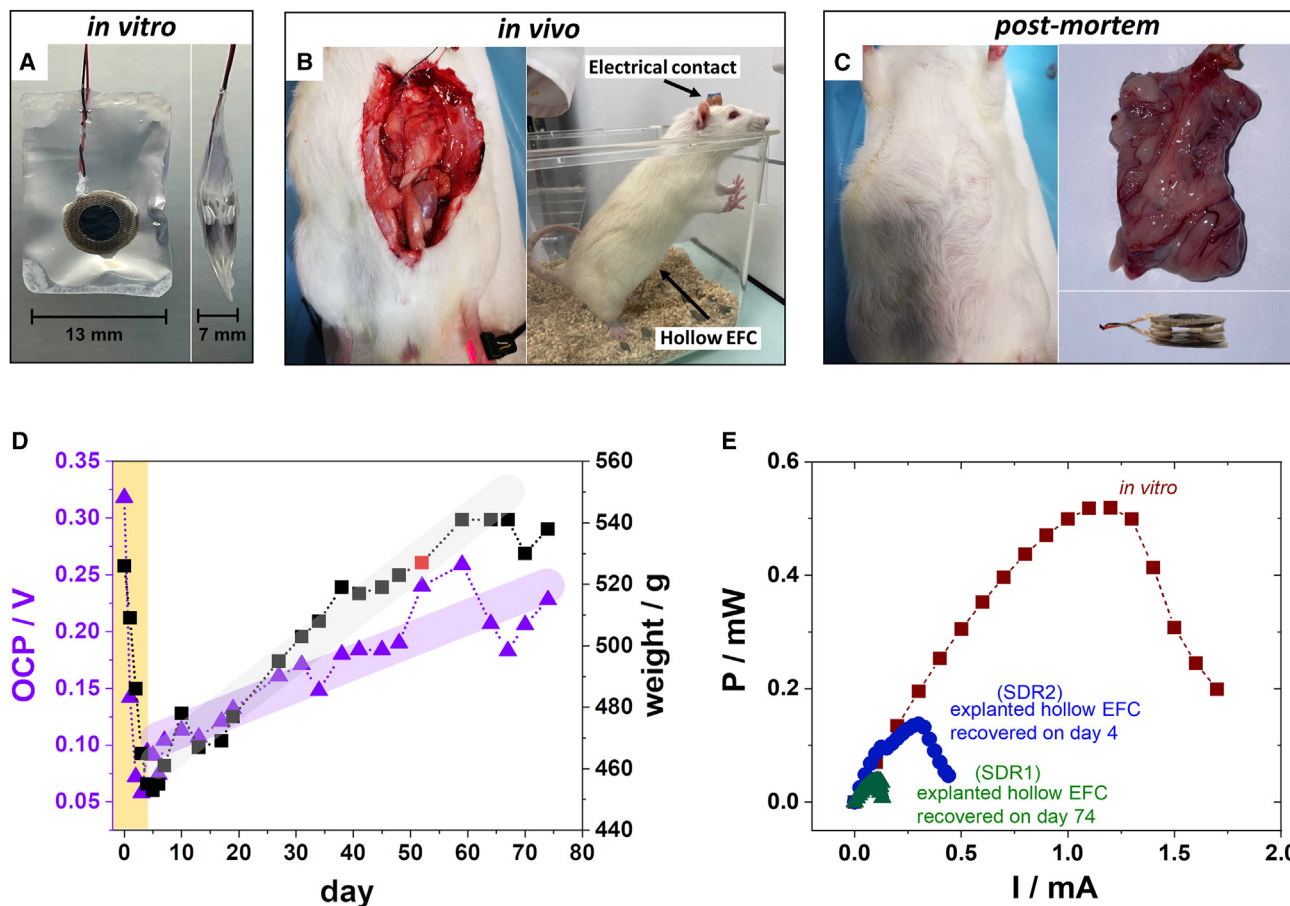 in vitro
A
13 mm
7 mm
in vivo
B
Electrical contact
Hollow EFC
post-mortem
C
D
OCP / V
0.35
0.30
0.25
0.20
0.15
0.10
0.05
0
10
20
30
40
50
60
70
80
day
560
540
520
500
480
460
440
weight / g
E
P / mW
0.6
0.4
0.2
0.0
in vitro
(SDR2)
explanted hollow EFC
recovered on day 4
(SDR1)
explanted hollow EFC
recovered on day 74
0.0
0.5
1.0
1.5
2.0
I / mA